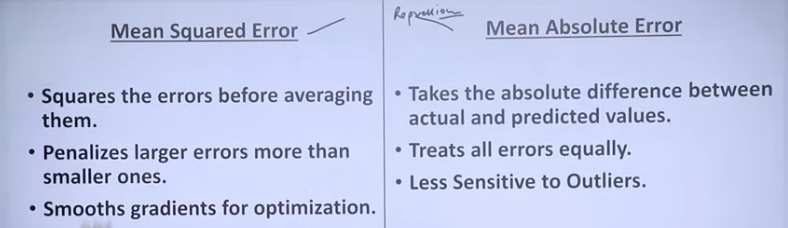 Mean Squared Error
• Squares the errors before averaging
them.
• Penalizes larger errors more than
smaller ones.
• Smooths gradients for optimization.
Regression
Mean Absolute Error
• Takes the absolute difference between
actual and predicted values.
• Treats all errors equally.
• Less Sensitive to Outliers.